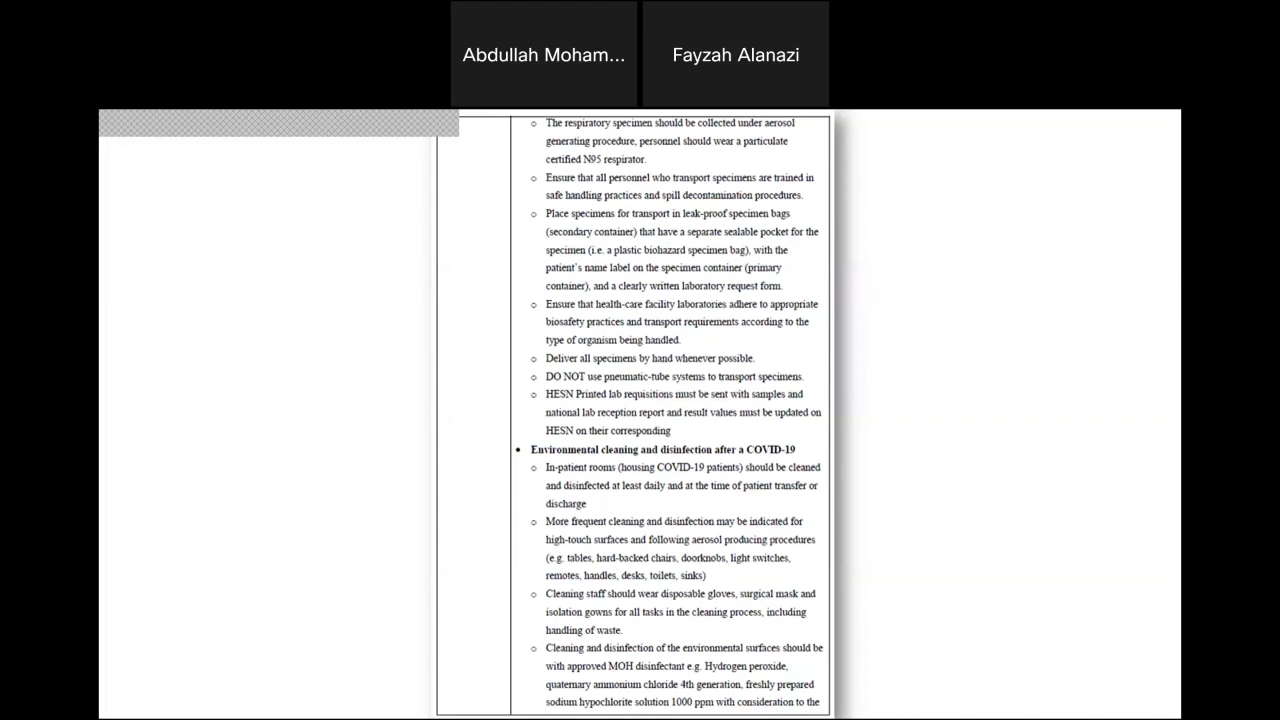 Abdullah Moham...
Fayzah Alanazi
o The respiratory specimen should be collected under aerosol
generating procedure, personnel should wear a particulate
certified N95 respirator.
o Ensure that all personnel who transport specimens are trained in
safe handling practices and spill decontamination procedures.
o Place specimens for transport in leak-proof specimen bags
(secondary container) that have a separate sealable pocket for the
specimen (i.e. a plastic biohazard specimen bag), with the
patient's name label on the specimen container (primary
container), and a clearly written laboratory request form.
o Ensure that health-care facility laboratories adhere to appropriate
biosafety practices and transport requirements according to the
type of organism being handled.
o Deliver all specimens by hand whenever possible.
o DO NOT use pneumatic-tube systems to transport specimens.
o HESN Printed lab requisitions must be sent with samples and
national lab reception report and result values must be updated on
HESN on their corresponding
• Environmental cleaning and disinfection after a COVID-19
o In-patient rooms (housing COVID-19 patients) should be cleaned
and disinfected at least daily and at the time of patient transfer or
discharge
o More frequent cleaning and disinfection may be indicated for
high-touch surfaces and following aerosol producing procedures
(e.g. tables, hard-backed chairs, doorknobs, light switches,
remotes, handles, desks, toilets, sinks)
o Cleaning staff should wear disposable gloves, surgical mask and
isolation gowns for all tasks in the cleaning process, including
handling of waste.
o Cleaning and disinfection of the environmental surfaces should be
with approved MOH disinfectant e.g. Hydrogen peroxide,
quaternary ammonium chloride 4th generation, freshly prepared
sodium hypochlorite solution 1000 ppm with consideration to the